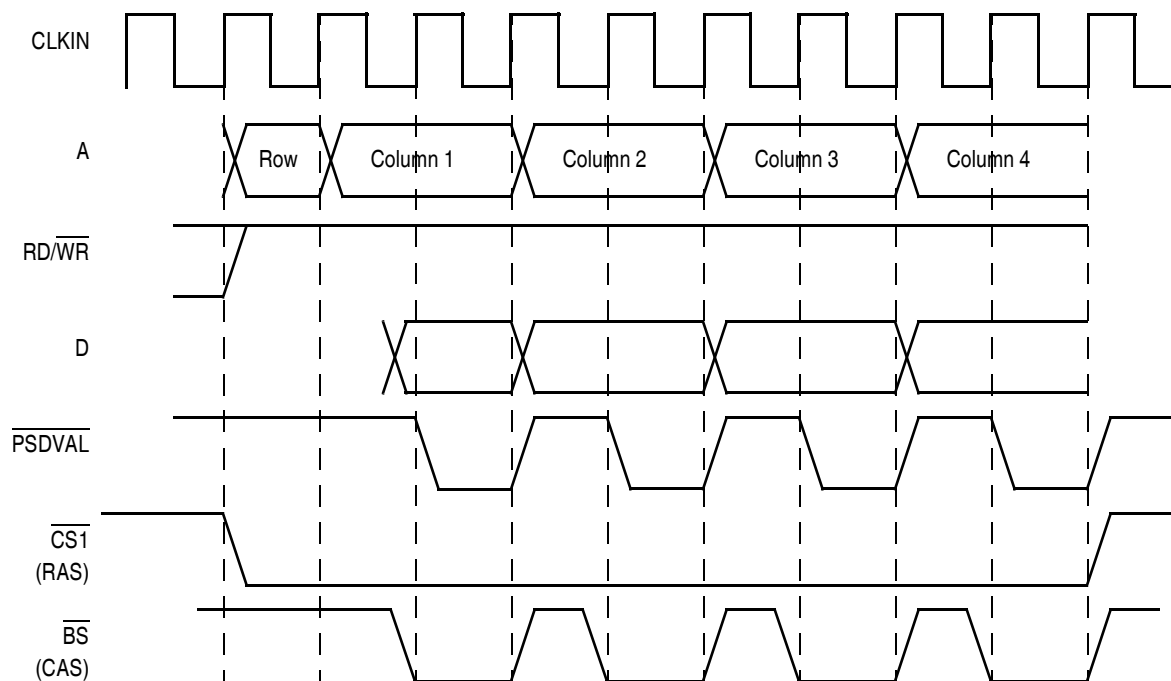 CLKIN
A
Row
Column 1
Column 2
Column 3
Column 4
RD/WR
D
PSDVAL
CS1
(RAS)
BS
(CAS)